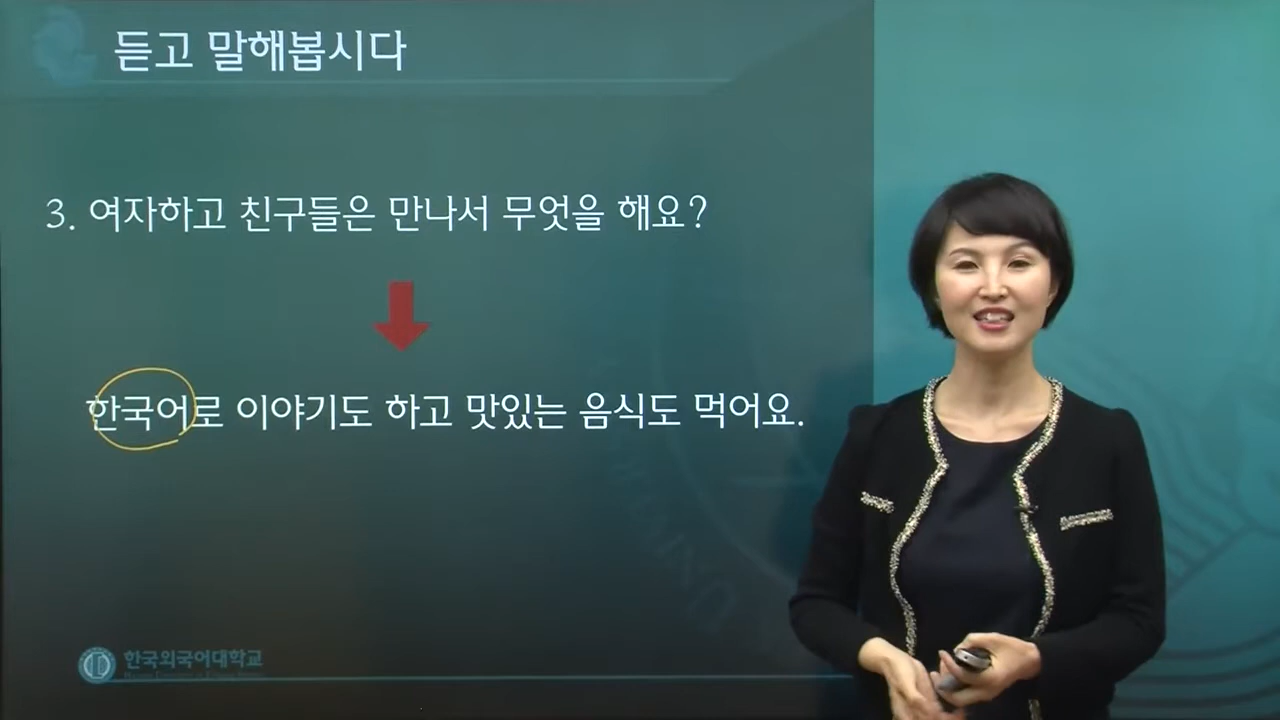 듣고 말해봅시다
3. 여자하고 친구들은 만나서 무엇을 해요?
한국어로 이야기도 하고 맛있는 음식도 먹어요.
한국외국어대학교